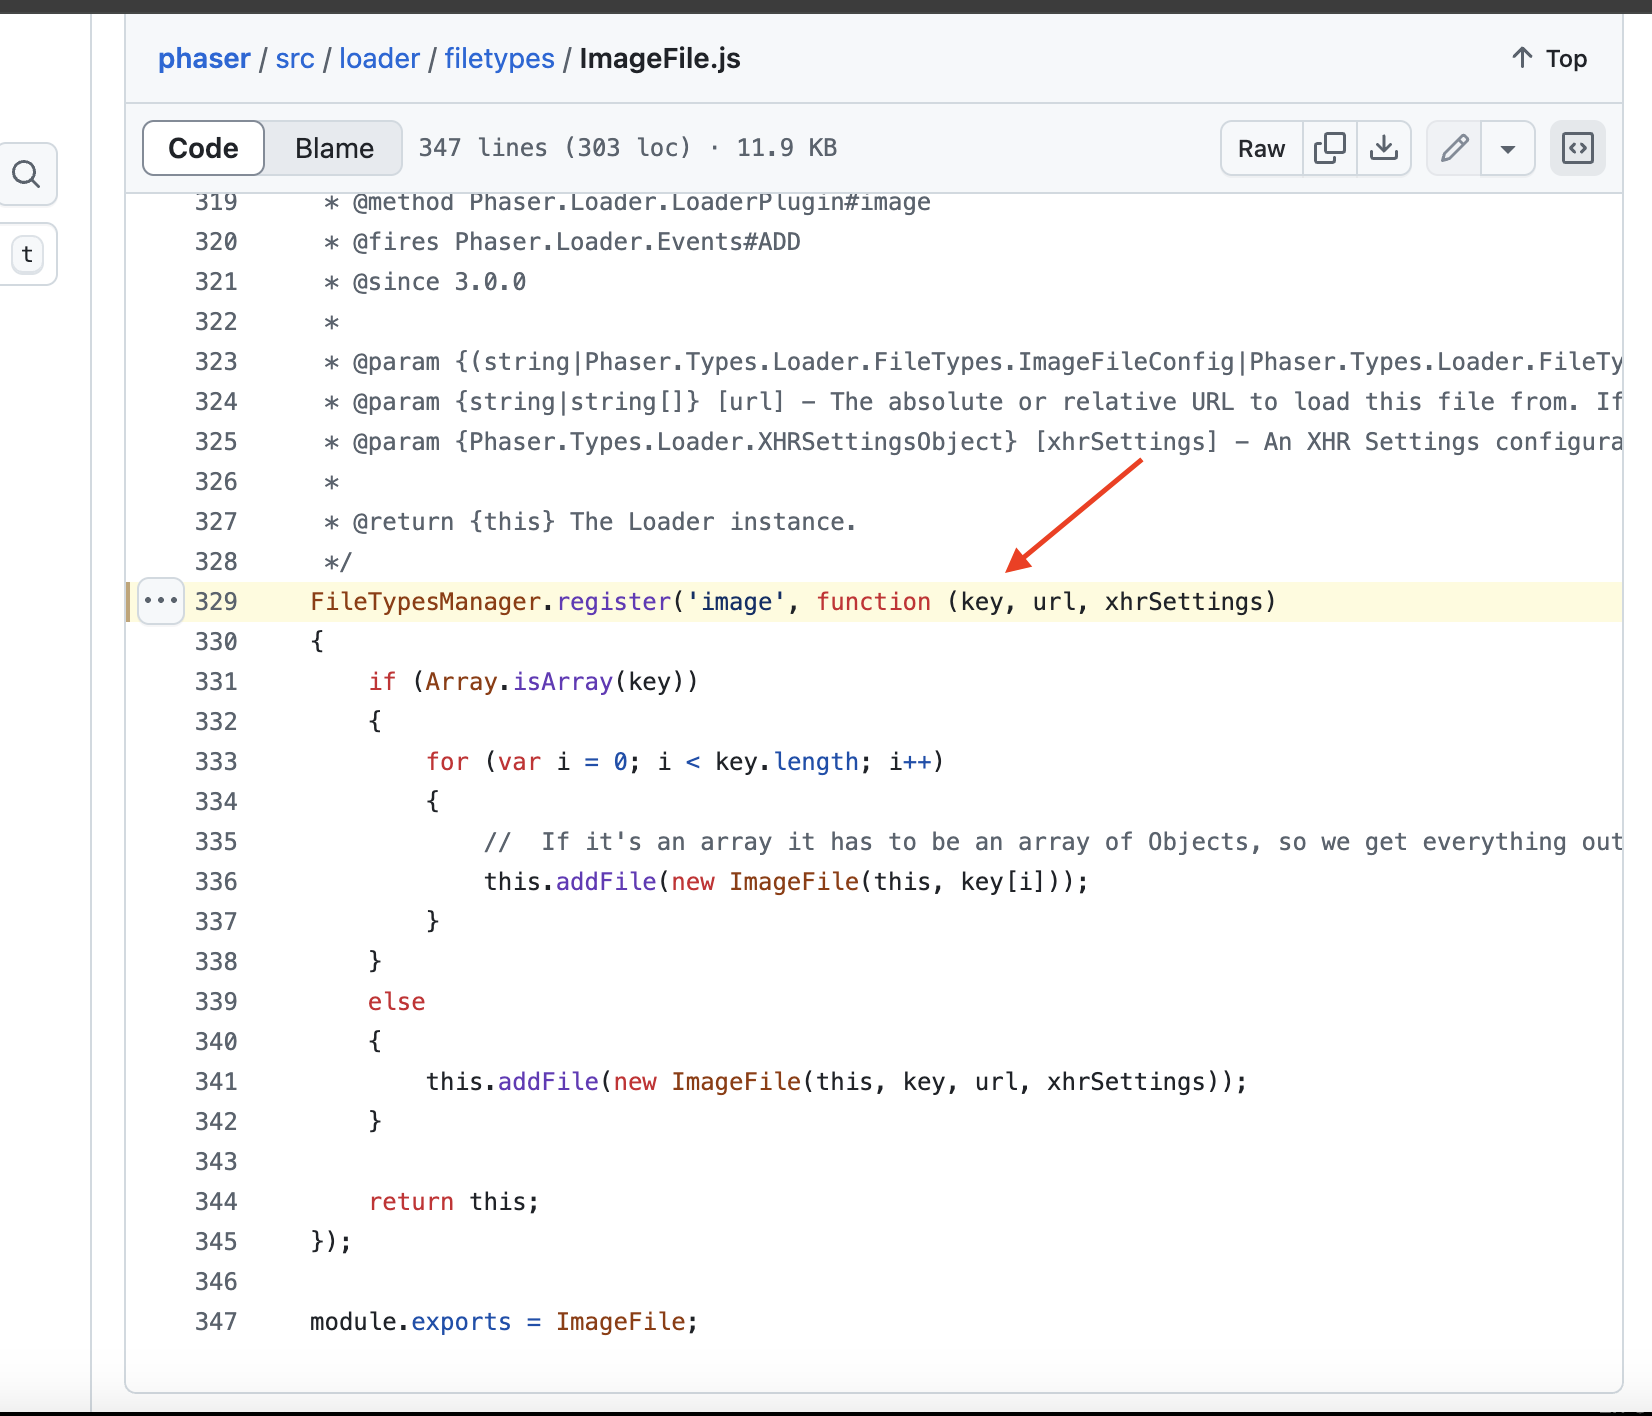 phaser / src / loader / filetypes / ImageFile.js
Top
Code Blame 347 lines (303 loc) · 11.9 KB
Raw
t
319 * @method Phaser.Loader.LoaderPlugin#image
320 * @fires Phaser.Loader.Events#ADD
321 * @since 3.0.0
322 *
323 * @param {(string|Phaser.Types.Loader.FileTypes.ImageFileConfig|Phaser.Types.Loader.FileTy
324 * @param {string|string[]} [url] - The absolute or relative URL to load this file from. If
325 * @param {Phaser.Types.Loader.XHRSettingsObject} [xhrSettings] - An XHR Settings configura
326 *
327 * @return {this} The Loader instance.
328 */
329 FileTypesManager.register('image', function (key, url, xhrSettings)
330 {
331 if (Array.isArray(key))
332 {
333 for (var i = 0; i < key.length; i++)
334 {
335 // If it's an array it has to be an array of Objects, so we get everything out
336 this.addFile(new ImageFile(this, key[i]));
337 }
338 }
339 else
340 {
341 this.addFile(new ImageFile(this, key, url, xhrSettings));
342 }
343
344 return this;
345 });
346
347 module.exports = ImageFile;